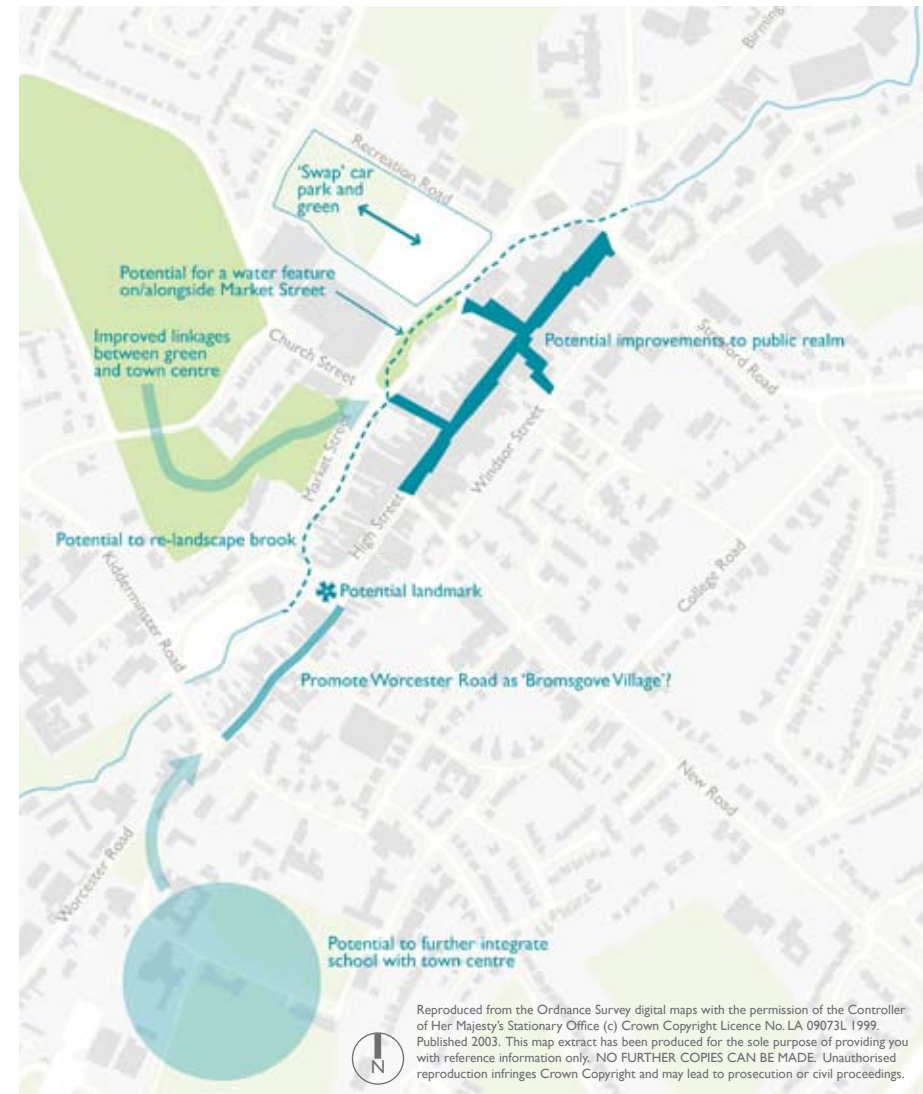 Birming
Recreation Road
'Swap' car
park and
green
Potential for a water feature
on/alongside Market Street
Improved linkages
between green
and town centre
Church Street
Potential improvements to public realm
Stratford Road
Market Street
Windsor Street
High Street
Potential to re-landscape brook
Kidderminster Road
Potential landmark
College Road
Promote Worcester Road as 'Bromsgove Village'?
New Road
Worcester Road
Potential to further integrate
school with town centre
N
Reproduced from the Ordnance Survey digital maps with the permission of the Controller
of Her Majesty's Stationary Office (c) Crown Copyright Licence No. LA 09073L 1999.
Published 2003. This map extract has been produced for the sole purpose of providing you
with reference information only. NO FURTHER COPIES CAN BE MADE. Unauthorised
reproduction infringes Crown Copyright and may lead to prosecution or civil proceedings.